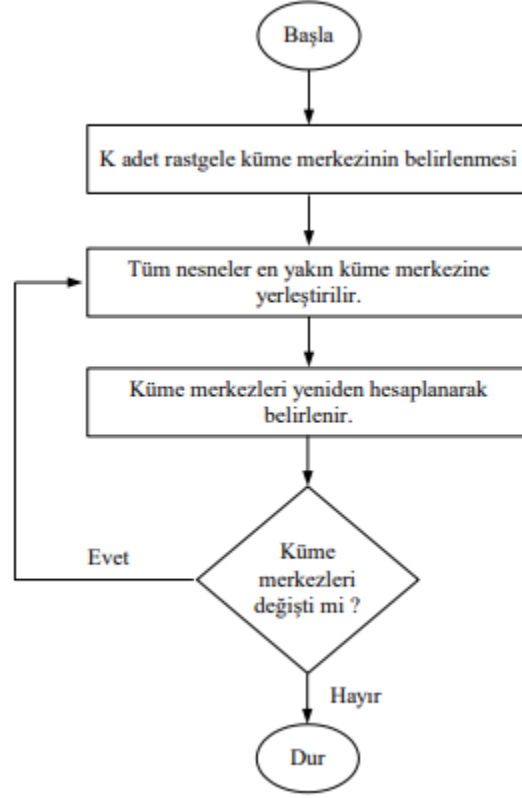 Başla
K adet rastgele küme merkezinin belirlenmesi
Tüm nesneler en yakın küme merkezine
yerleştirilir.
Küme merkezleri yeniden hesaplanarak
belirlenir.
Evet
Küme
merkezleri
değişti mi ?
Hayır
Dur